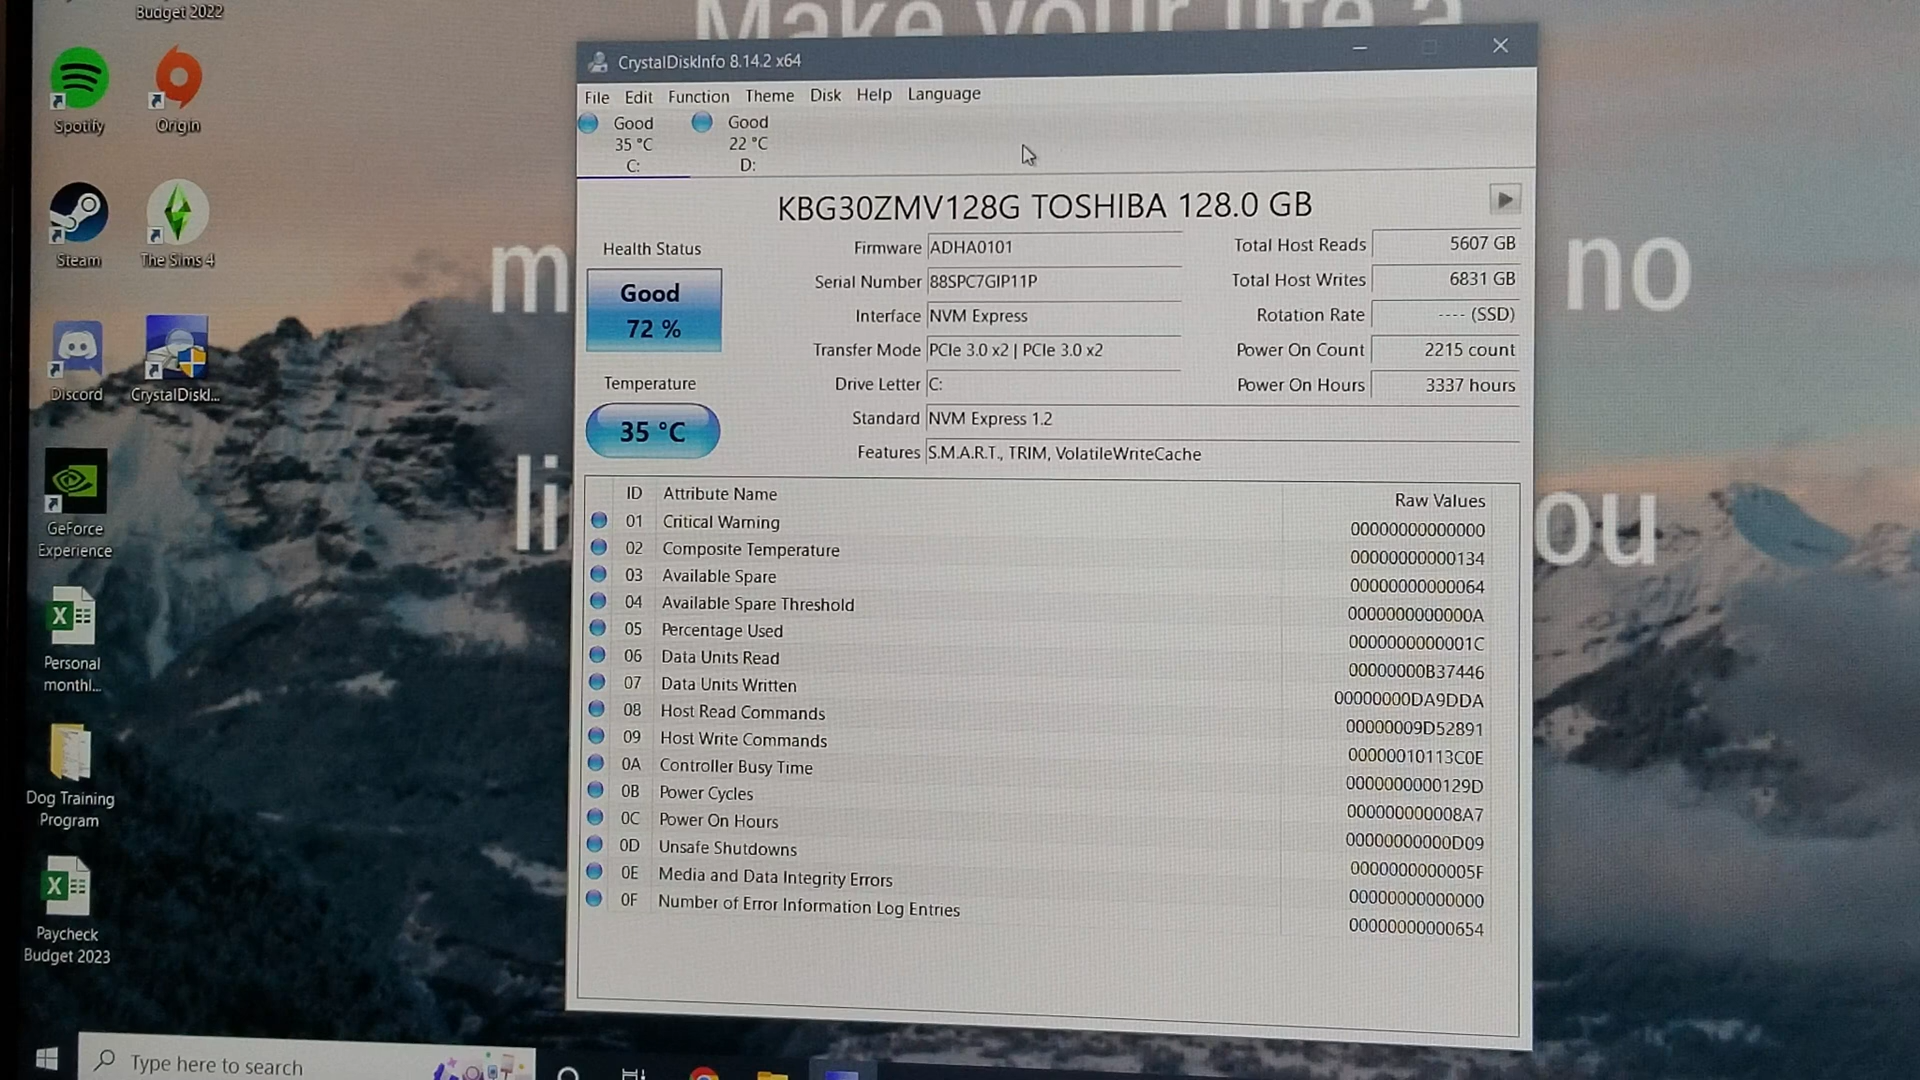 Budget 2022
Make your life a
Spotify
Origin
Steam
The Sims 4
Discord
CrystalDiskI...
GeForce
Experience
Personal
monthl...
Dog Training
Program
Paycheck
Budget 2023
Type here to search
m
no
li
ou
CrystalDiskInfo 8.14.2 x64
File Edit Function Theme Disk Help Language
Good Good
35 °C 22 °C
C: D:
KBG30ZMV128G TOSHIBA 128.0 GB
Health Status
Good
72 %
Temperature
35 °C
Firmware ADHA0101
Serial Number 88SPC7GIP11P
Interface NVM Express
Transfer Mode PCIe 3.0 x2 | PCIe 3.0 x2
Drive Letter C:
Standard NVM Express 1.2
Features S.M.A.R.T., TRIM, VolatileWriteCache
Total Host Reads 5607 GB
Total Host Writes 6831 GB
Rotation Rate ---- (SSD)
Power On Count 2215 count
Power On Hours 3337 hours
ID Attribute Name Raw Values
01 Critical Warning 00000000000000
02 Composite Temperature 00000000000134
03 Available Spare 00000000000064
04 Available Spare Threshold 0000000000000A
05 Percentage Used 0000000000001C
06 Data Units Read 00000000B37446
07 Data Units Written 00000000DA9DDA
08 Host Read Commands 00000009D52891
09 Host Write Commands 00000010113C0E
0A Controller Busy Time 0000000000129D
0B Power Cycles 000000000008A7
0C Power On Hours 00000000000D09
0D Unsafe Shutdowns 0000000000005F
0E Media and Data Integrity Errors 00000000000000
0F Number of Error Information Log Entries 00000000000654